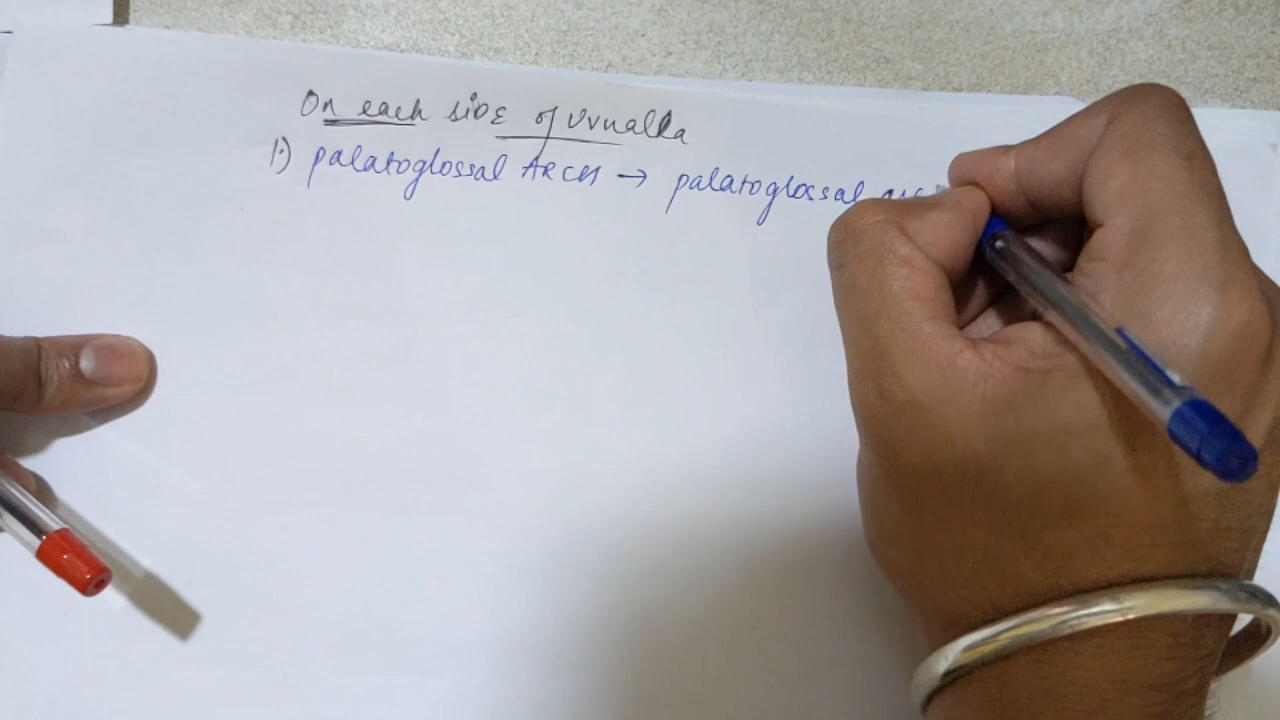 On each siDE of Uvualla
1.) palatoglossal ARCH → palatoglossal